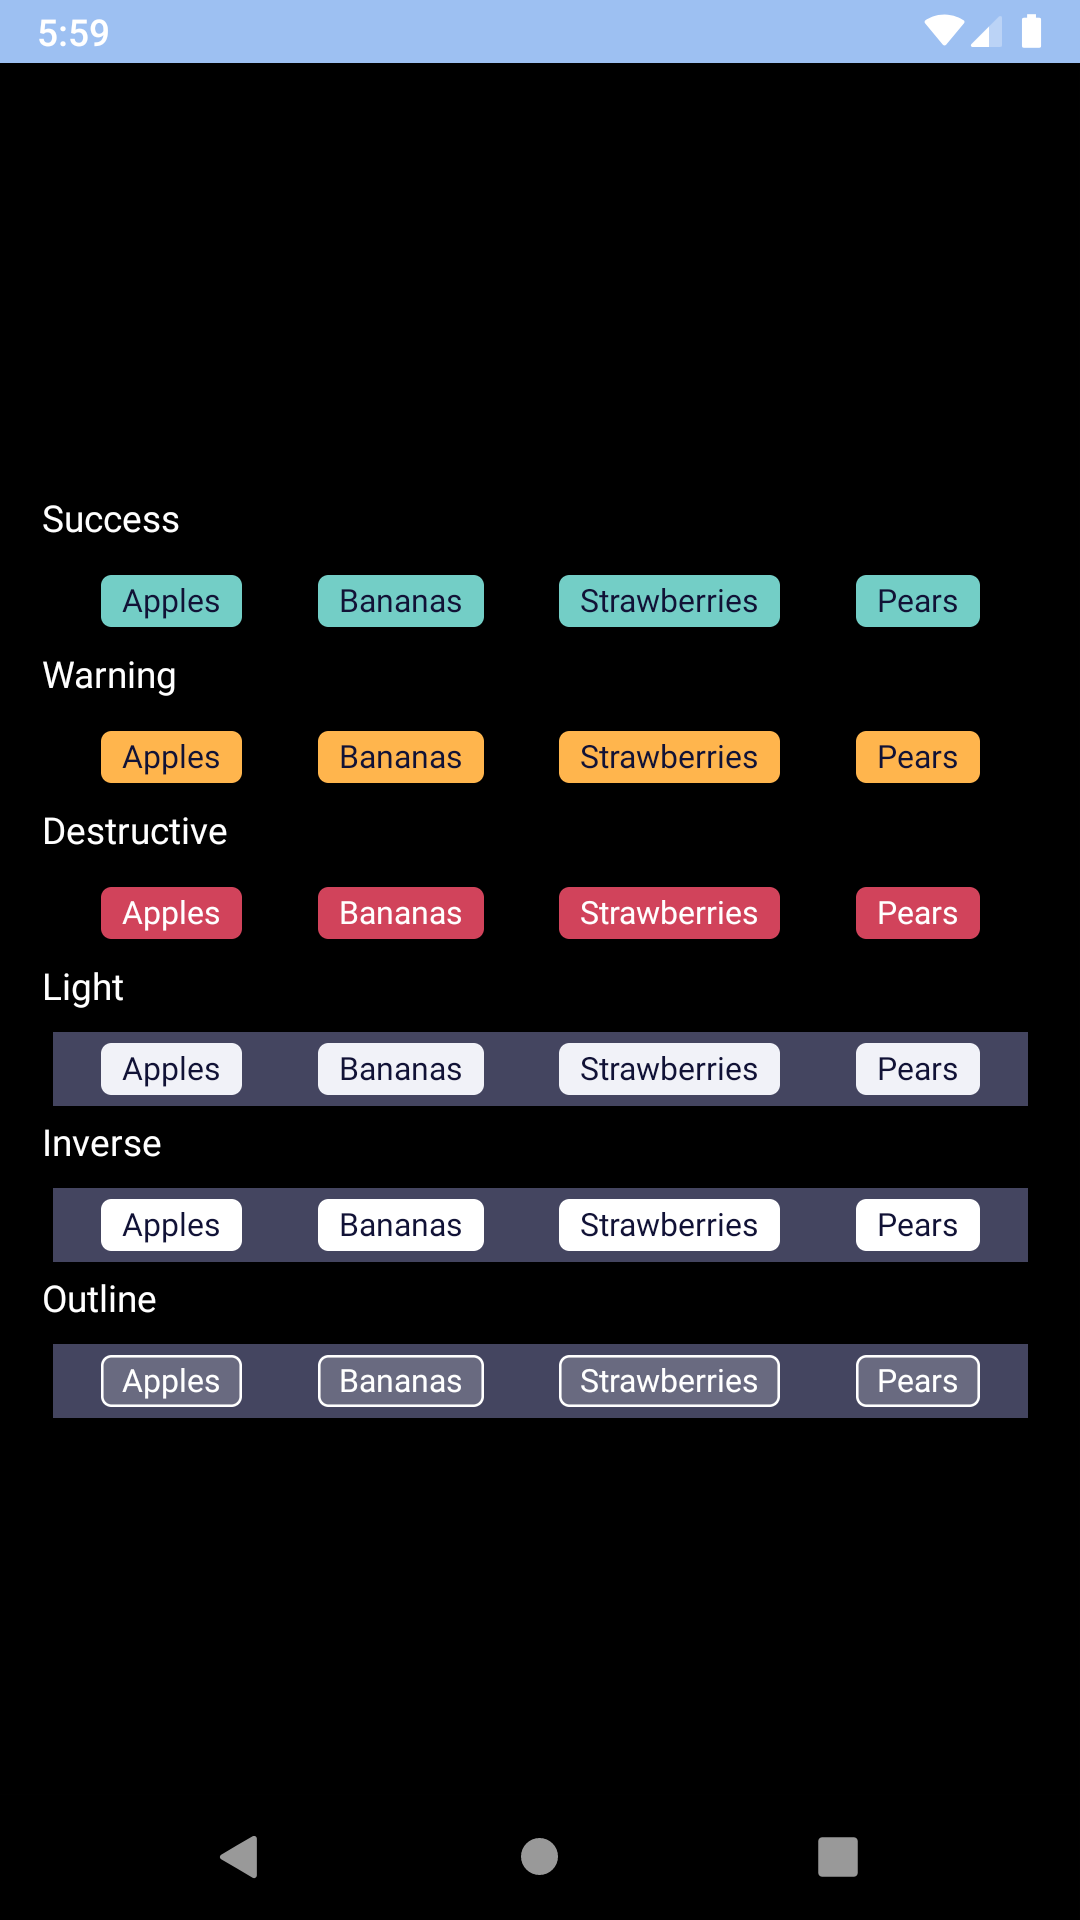 5:59
Success
Apples Bananas Strawberries Pears
Warning
Apples Bananas Strawberries Pears
Destructive
Apples Bananas Strawberries Pears
Light
Apples Bananas Strawberries Pears
Inverse
Apples Bananas Strawberries Pears
Outline
Apples Bananas Strawberries Pears